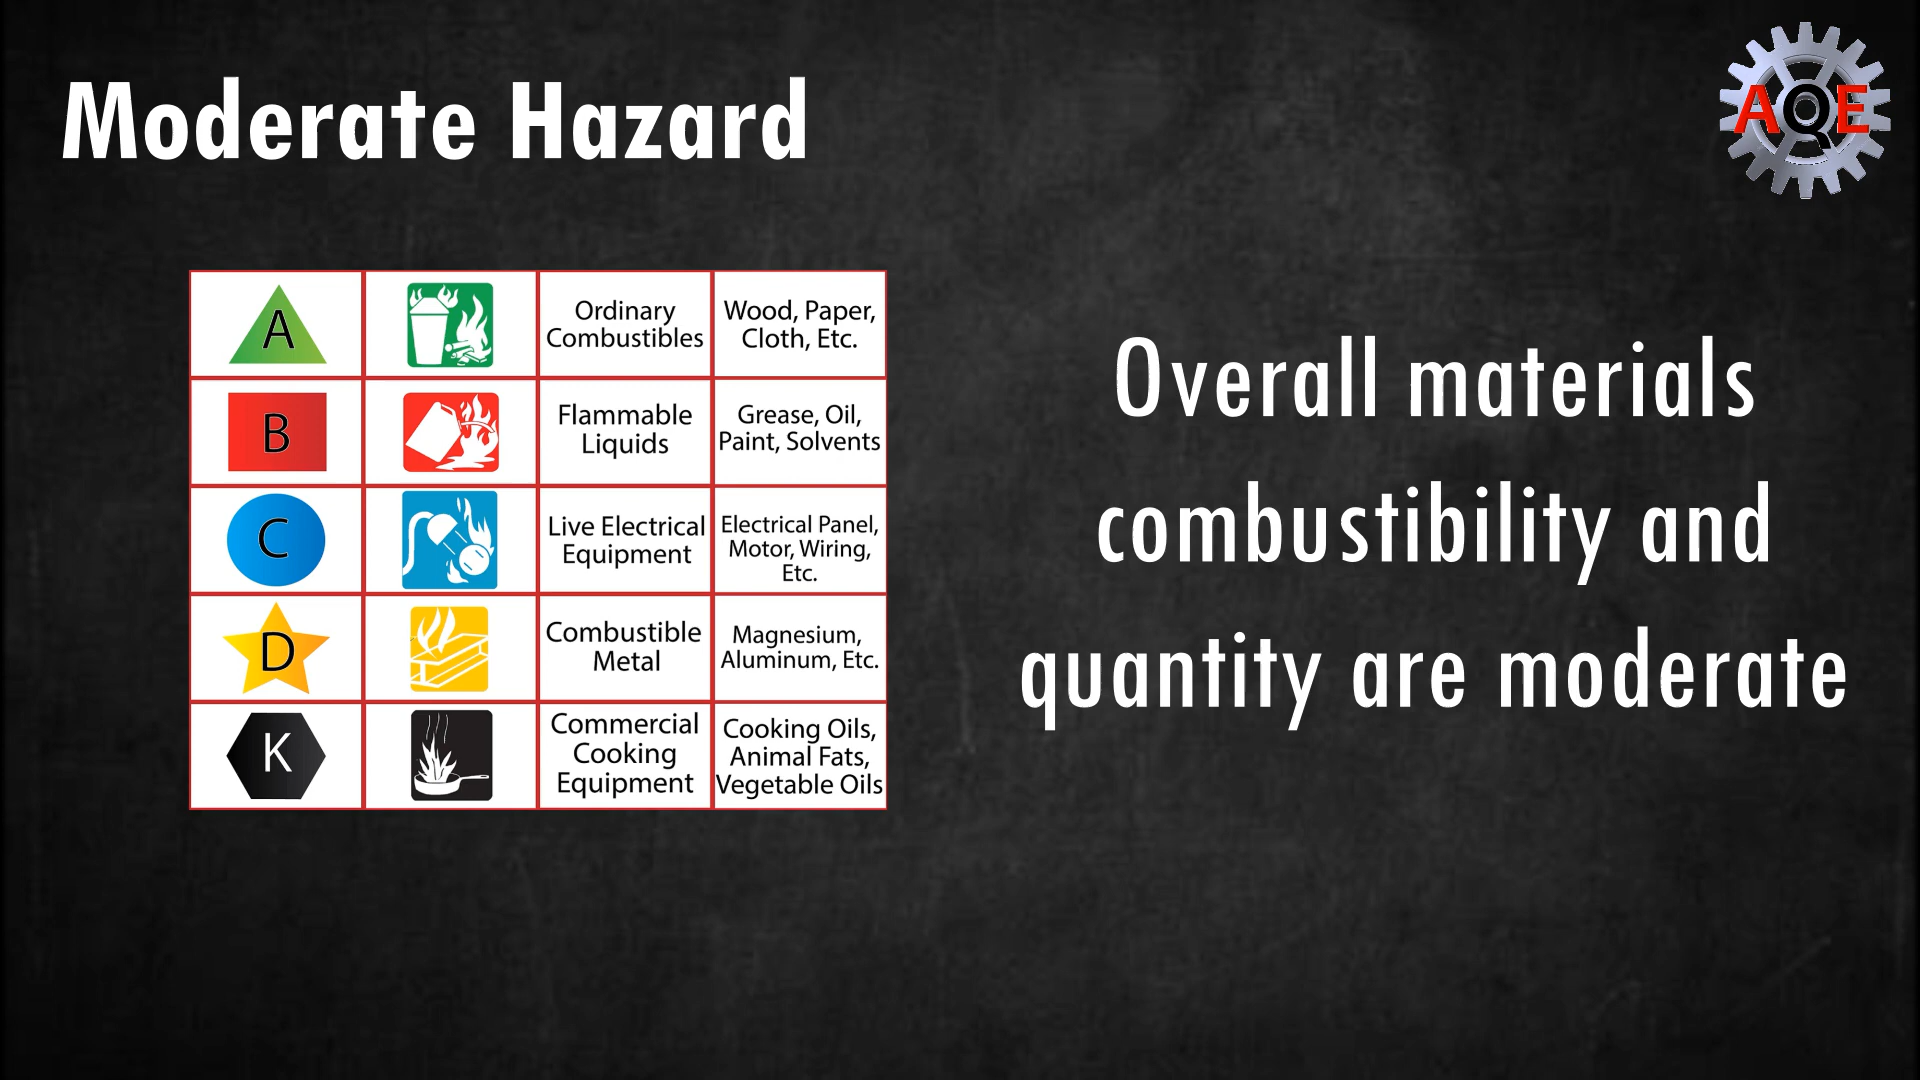 Moderate Hazard
AQE
A
Ordinary
Combustibles
Wood, Paper,
Cloth, Etc.
B
Flammable
Liquids
Grease, Oil,
Paint, Solvents
C
Live Electrical
Equipment
Electrical Panel,
Motor, Wiring,
Etc.
D
Combustible
Metal
Magnesium,
Aluminum, Etc.
K
Commercial
Cooking
Equipment
Cooking Oils,
Animal Fats,
Vegetable Oils
Overall materials
combustibility and
quantity are moderate